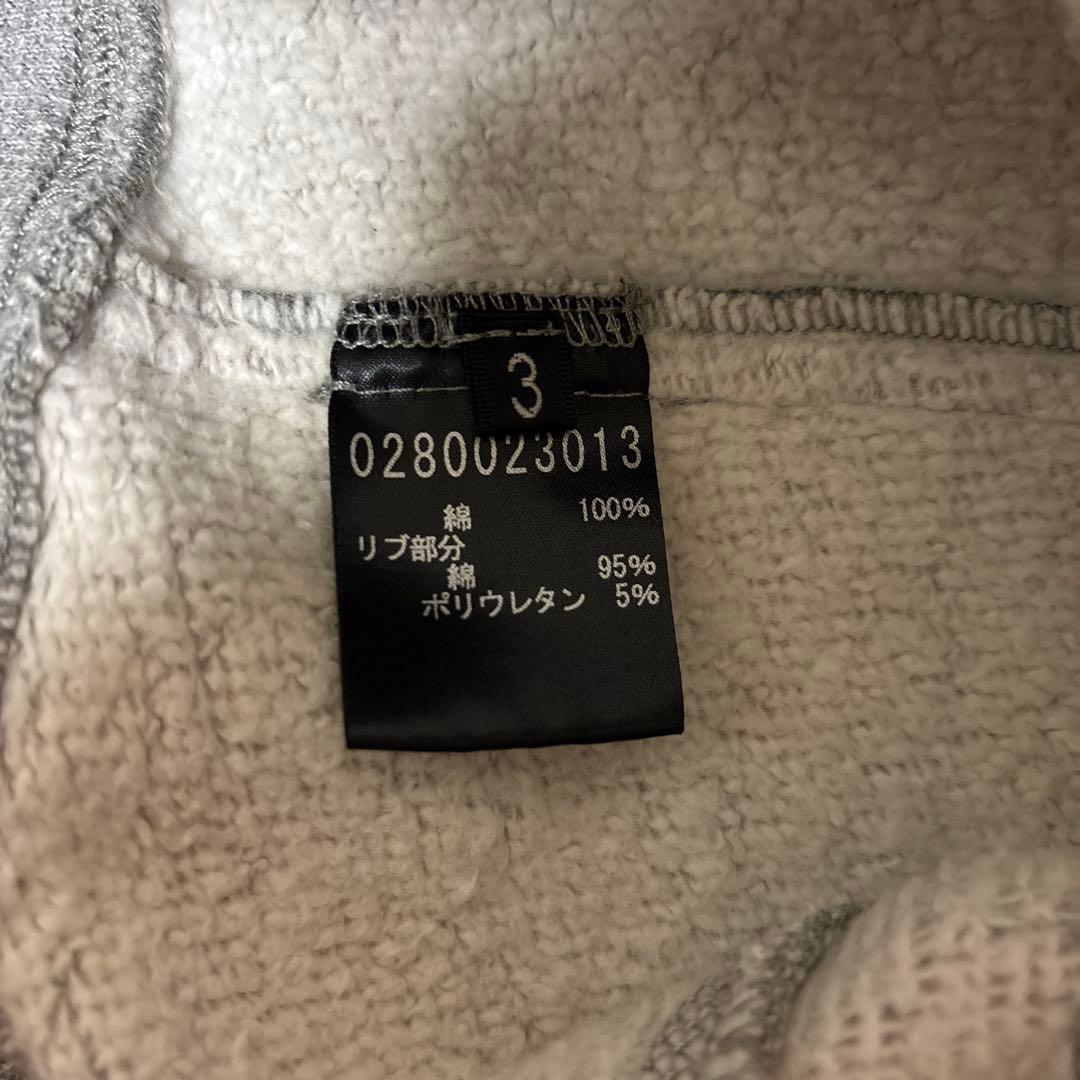 3
0280023013
綿 100%
リブ部分
綿 95%
ポリウレタン 5%